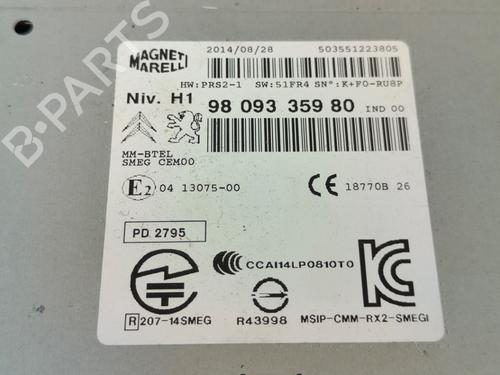 MAGNETI
MARELLI
2014/08/28
503551223805
HW:PRS2-1 SW:51FR4 SN°:K+F0-RU8P
Niv. H1
98 093 359 80 IND 00
MM-BTEL
SMEG CEM00
E2 04 13075-00
CE 18770B 26
PD 2795
CCAI14LP0810T0
R 207-14SMEG
R43998
MSIP-CMM-RX2-SMEGI
B-PARTS